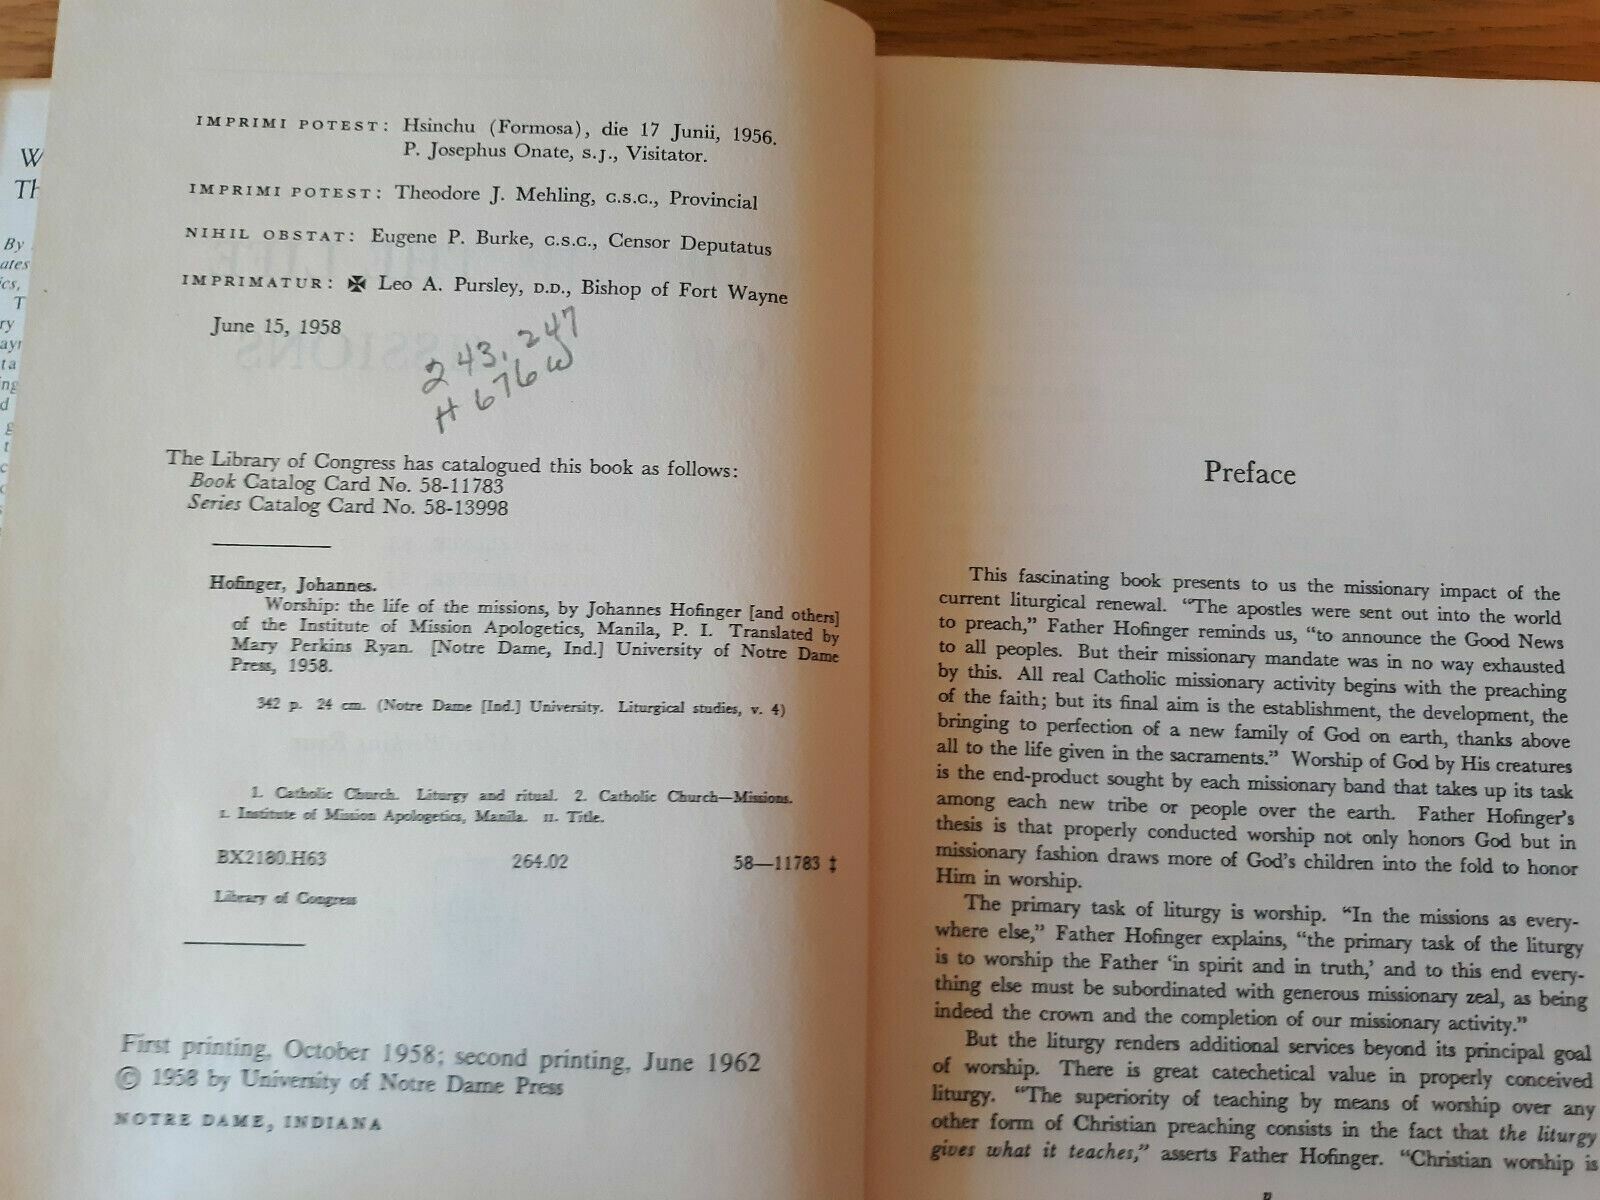 W
Th
By
ates
ics,
T
ry
ayr
ta
ing
d
g
t
c
IMPRIMI POTEST: Hsinchu (Formosa), die 17 Junii, 1956.
P. Josephus Onate, S.J., Visitator.
IMPRIMI POTEST: Theodore J. Mehling, C.S.C., Provincial
NIHIL OBSTAT: Eugene P. Burke, C.S.C., Censor Deputatus
IMPRIMATUR: ✠ Leo A. Pursley, D.D., Bishop of Fort Wayne
June 15, 1958
243.247
H676w
The Library of Congress has catalogued this book as follows:
Book Catalog Card No. 58-11783
Series Catalog Card No. 58-13998
Hofinger, Johannes.
Worship: the life of the missions, by Johannes Hofinger [and others]
of the Institute of Mission Apologetics, Manila, P. I. Translated by
Mary Perkins Ryan. [Notre Dame, Ind.] University of Notre Dame
Press, 1958.
342 p. 24 cm. (Notre Dame [Ind.] University. Liturgical studies, v. 4)
1. Catholic Church. Liturgy and ritual. 2. Catholic Church—Missions.
I. Institute of Mission Apologetics, Manila. II. Title.
BX2180.H63 264.02 58—11783 ‡
Library of Congress
First printing, October 1958; second printing, June 1962
© 1958 by University of Notre Dame Press
NOTRE DAME, INDIANA
Preface
This fascinating book presents to us the missionary impact of the
current liturgical renewal. "The apostles were sent out into the world
to preach," Father Hofinger reminds us, "to announce the Good News
to all peoples. But their missionary mandate was in no way exhausted
by this. All real Catholic missionary activity begins with the preaching
of the faith; but its final aim is the establishment, the development, the
bringing to perfection of a new family of God on earth, thanks above
all to the life given in the sacraments." Worship of God by His creatures
is the end-product sought by each missionary band that takes up its task
among each new tribe or people over the earth. Father Hofinger's
thesis is that properly conducted worship not only honors God but in
missionary fashion draws more of God's children into the fold to honor
Him in worship.
The primary task of liturgy is worship. "In the missions as every-
where else," Father Hofinger explains, "the primary task of the liturgy
is to worship the Father 'in spirit and in truth,' and to this end every-
thing else must be subordinated with generous missionary zeal, as being
indeed the crown and the completion of our missionary activity."
But the liturgy renders additional services beyond its principal goal
of worship. There is great catechetical value in properly conceived
liturgy. "The superiority of teaching by means of worship over any
other form of Christian preaching consists in the fact that the liturgy
gives what it teaches," asserts Father Hofinger. "Christian worship is
v